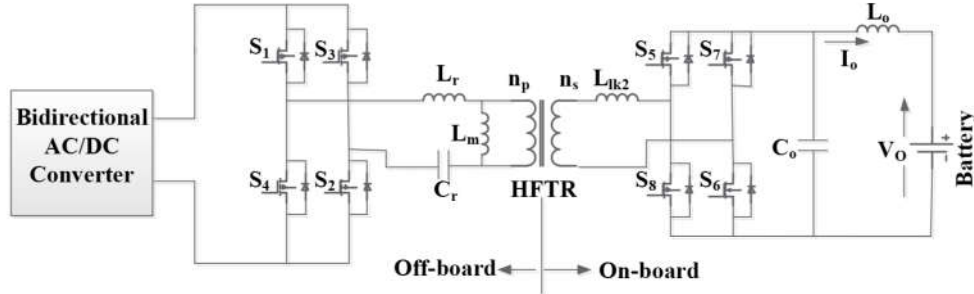 Bidirectional
AC/DC
Converter
S1
S3
S4
S2
Lr
Lm
Cr
np
ns
HFTR
Llk2
S5
S7
S8
S6
Co
Lo
Io
VO
+
-
Battery
Off-board
On-board